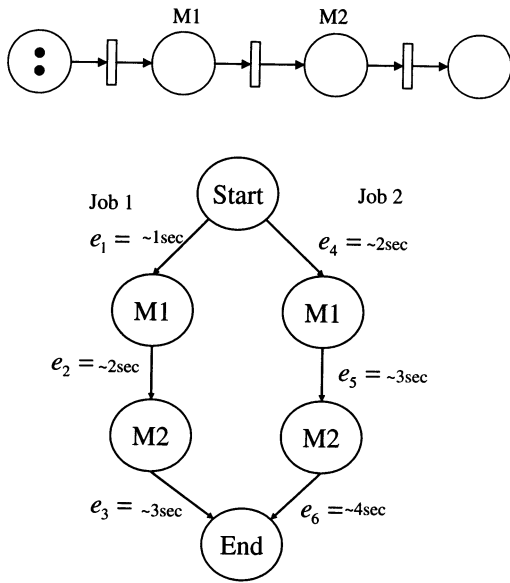 M1 M2
Start
Job 1 Job 2
e₁ = ~1sec e₄ = ~2sec
M1 M1
e₂ = ~2sec e₅ = ~3sec
M2 M2
e₃ = ~3sec e₆ = ~4sec
End